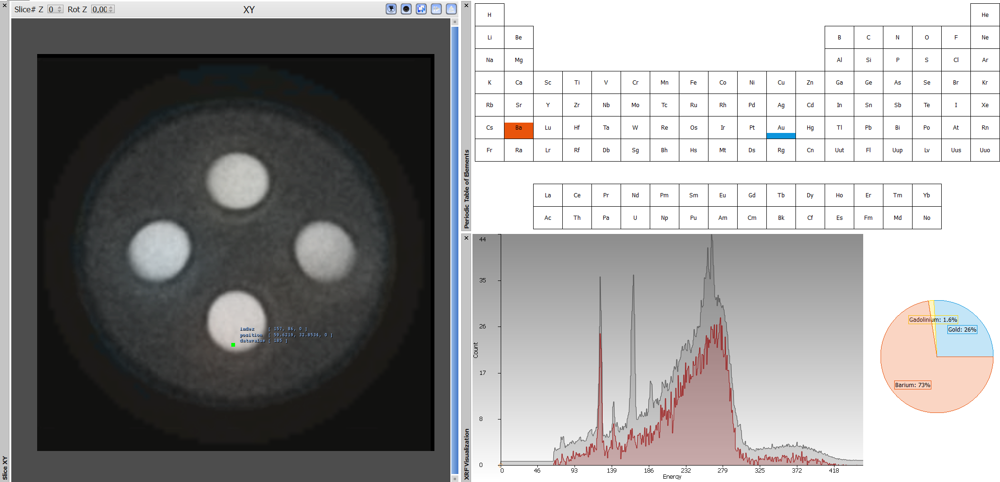 Slice# Z 0 Rot Z 0,00 XY
Slice XY
index [ 157, 86, 0 ]
position [ 59.6219, 32.8534, 0 ]
datavalue [ 185 ]
Periodic Table of Elements
H He
Li Be B C N O F Ne
Na Mg Al Si P S Cl Ar
K Ca Sc Ti V Cr Mn Fe Co Ni Cu Zn Ga Ge As Se Br Kr
Rb Sr Y Zr Nb Mo Tc Ru Rh Pd Ag Cd In Sn Sb Te I Xe
Cs Ba Lu Hf Ta W Re Os Ir Pt Au Hg Tl Pb Bi Po At Rn
Fr Ra Lr Rf Db Sg Bh Hs Mt Ds Rg Cn Uut Fl Uup Lv Uus Uuo
La Ce Pr Nd Pm Sm Eu Gd Tb Dy Ho Er Tm Yb
Ac Th Pa U Np Pu Am Cm Bk Cf Es Fm Md No
XRF Visualization
44
35
26
17
8
0
Count
0 46 93 139 186 232 279 325 372 418
Energy
Gadolinium: 1.6%
Gold: 26%
Barium: 73%